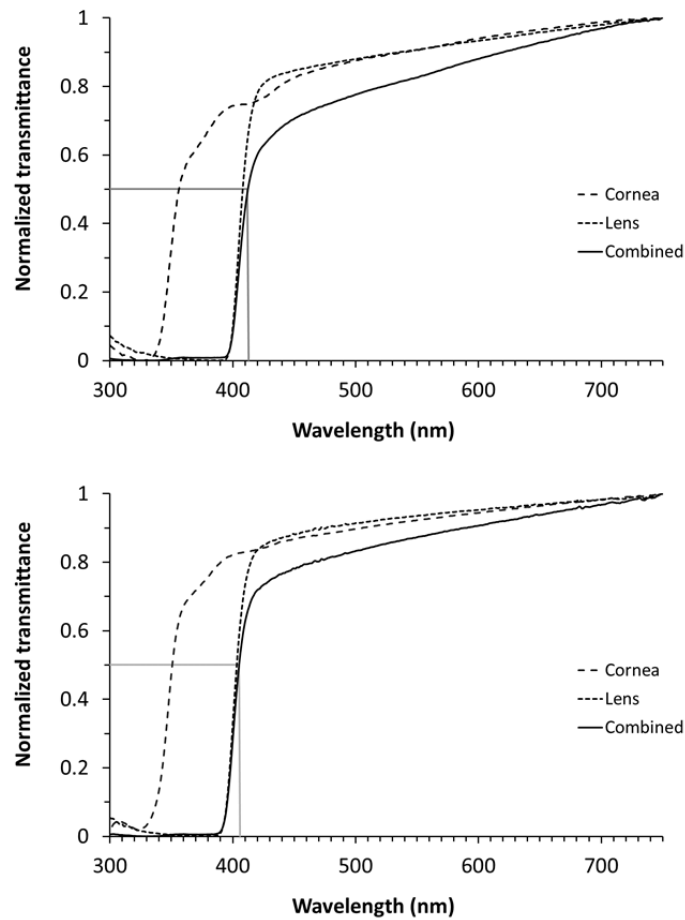 1
0.8
0.6
0.4
0.2
0
Normalized transmittance
Cornea
Lens
Combined
300 400 500 600 700
Wavelength (nm)
1
0.8
0.6
0.4
0.2
0
Normalized transmittance
Cornea
Lens
Combined
300 400 500 600 700
Wavelength (nm)